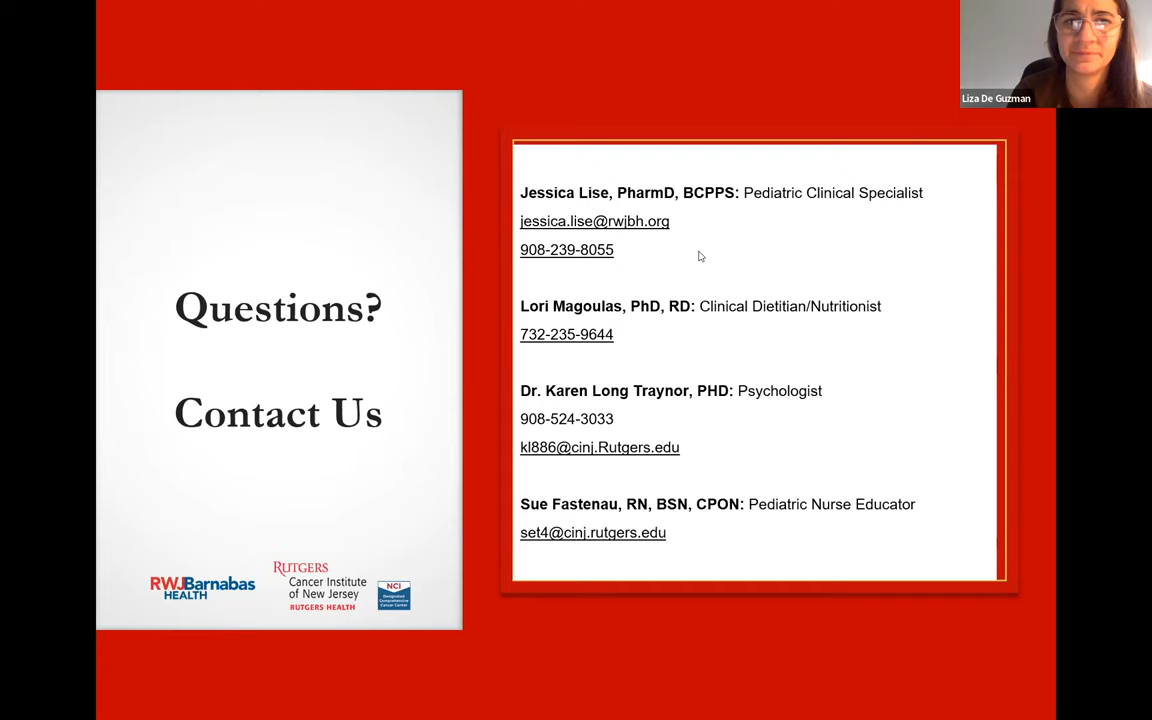 Liza De Guzman
Questions?
Contact Us
RWJBarnabas
HEALTH
RUTGERS
Cancer Institute
of New Jersey
RUTGERS HEALTH
NCI
Designated
Comprehensive
Cancer Center
Jessica Lise, PharmD, BCPPS: Pediatric Clinical Specialist
jessica.lise@rwjbh.org
908-239-8055
Lori Magoulas, PhD, RD: Clinical Dietitian/Nutritionist
732-235-9644
Dr. Karen Long Traynor, PHD: Psychologist
908-524-3033
kl886@cinj.Rutgers.edu
Sue Fastenau, RN, BSN, CPON: Pediatric Nurse Educator
set4@cinj.rutgers.edu